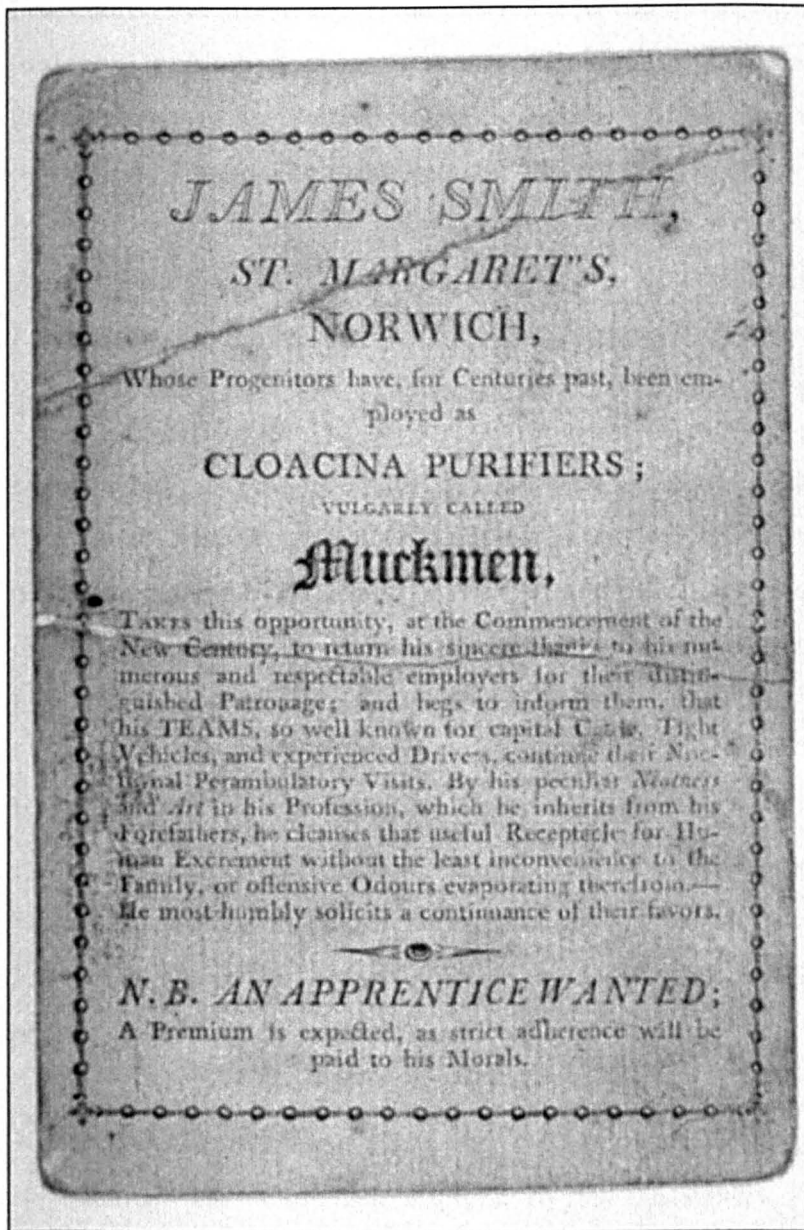 JAMES SMITH,
ST. MARGARET"S,
NORWICH,
Whose Progenitors have, for Centuries past, been em-
ployed as
CLOACINA PURIFIERS;
VULGARLY CALLED
Muckmen,
TAKES this opportunity, at the Commencement of the
New Century, to return his sincere thanks to his nu-
merous and respectable employers for their distin-
guished Patronage; and begs to inform them, that
his TEAMS, so well known for capital Cattle, Tight
Vehicles, and experienced Drivers, continue their Noc-
turnal Perambulatory Visits. By his peculiar Neatness
and Art in his Profession, which he inherits from his
Forefathers, he cleanses that useful Receptacle for Hu-
man Excrement without the least inconvenience to the
Family, or offensive Odours evaporating therefrom.—
He most humbly solicits a continuance of their favors.
N. B. AN APPRENTICE WANTED;
A Premium is expected, as strict adherence will be
paid to his Morals.